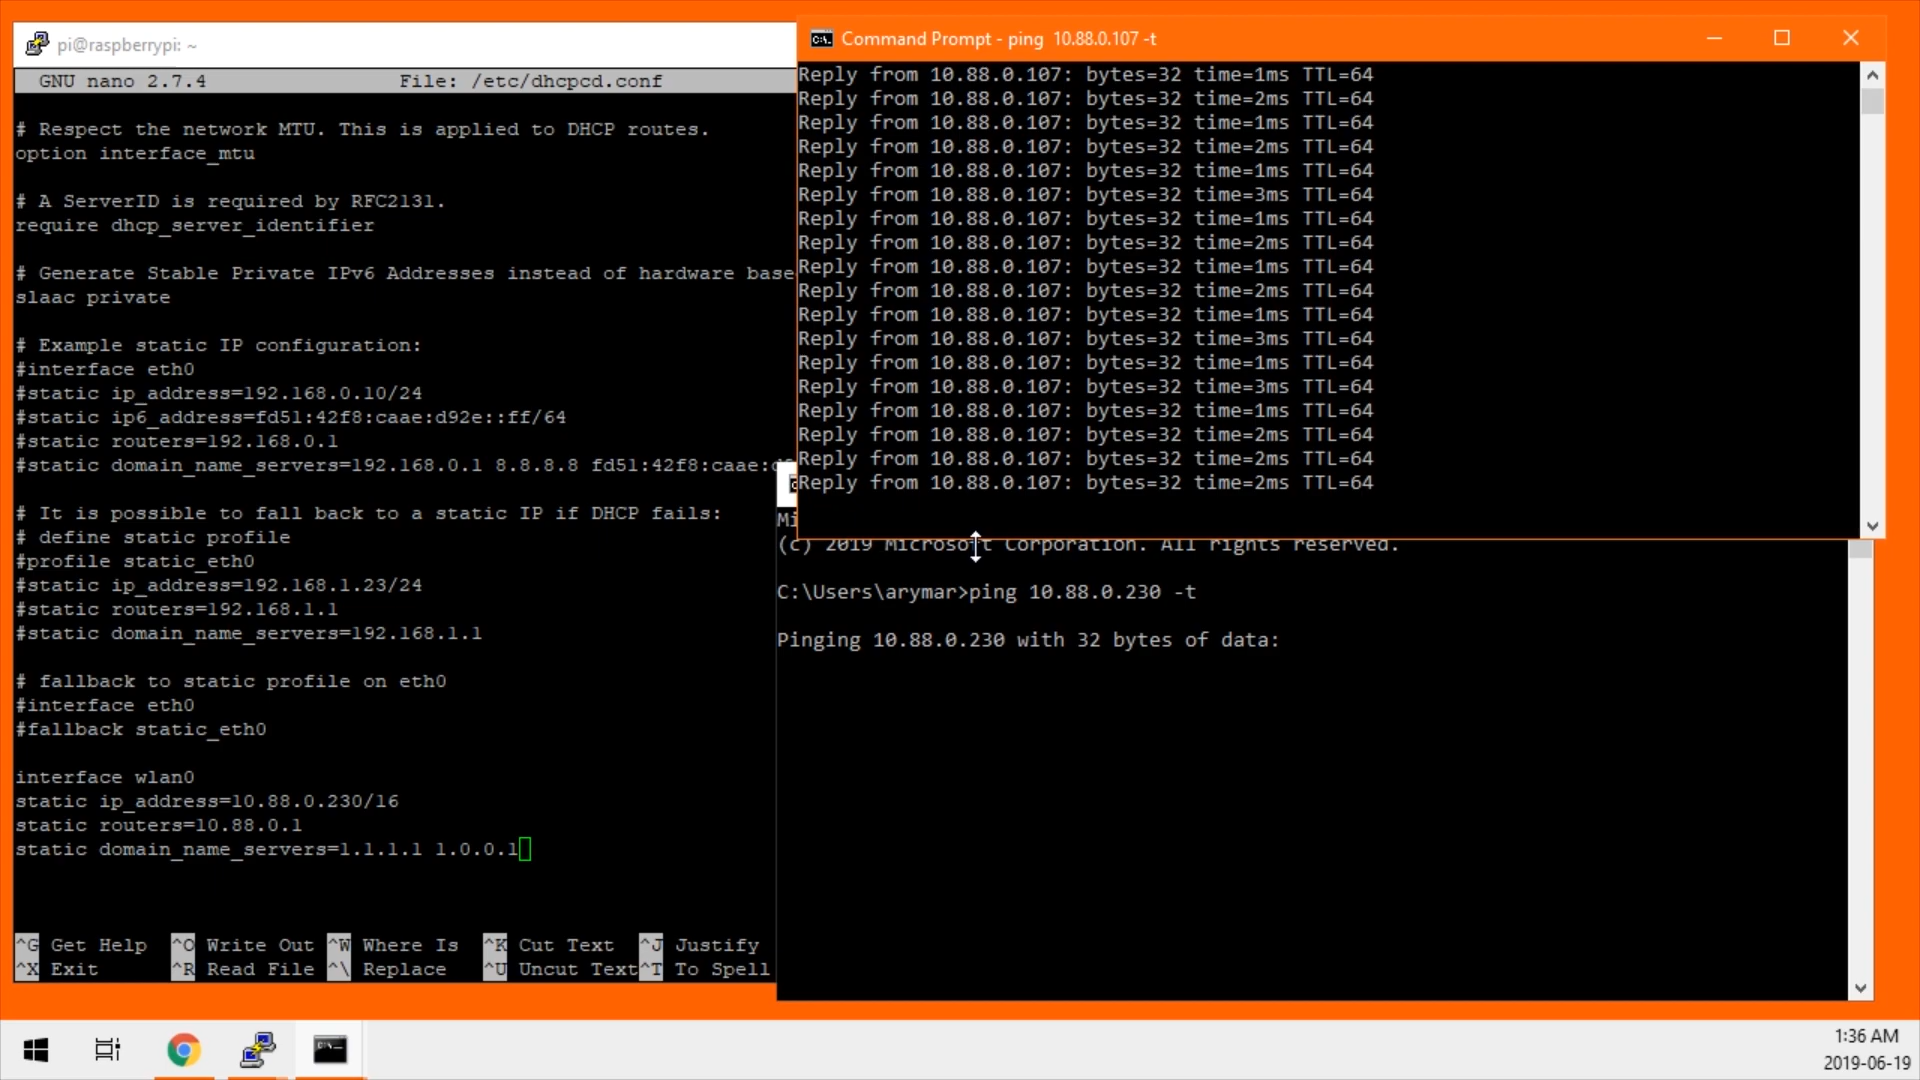 pi@raspberrypi: ~
GNU nano 2.7.4 File: /etc/dhcpcd.conf
# Respect the network MTU. This is applied to DHCP routes.
option interface_mtu
# A ServerID is required by RFC2131.
require dhcp_server_identifier
# Generate Stable Private IPv6 Addresses instead of hardware base
slaac private
# Example static IP configuration:
#interface eth0
#static ip_address=192.168.0.10/24
#static ip6_address=fd51:42f8:caae:d92e::ff/64
#static routers=192.168.0.1
#static domain_name_servers=192.168.0.1 8.8.8.8 fd51:42f8:caae:d
# It is possible to fall back to a static IP if DHCP fails:
# define static profile
#profile static_eth0
#static ip_address=192.168.1.23/24
#static routers=192.168.1.1
#static domain_name_servers=192.168.1.1
# fallback to static profile on eth0
#interface eth0
#fallback static_eth0
interface wlan0
static ip_address=10.88.0.230/16
static routers=10.88.0.1
static domain_name_servers=1.1.1.1 1.0.0.1
^G Get Help ^O Write Out ^W Where Is ^K Cut Text ^J Justify
^X Exit ^R Read File ^\ Replace ^U Uncut Text ^T To Spell
Command Prompt - ping 10.88.0.107 -t
Reply from 10.88.0.107: bytes=32 time=1ms TTL=64
Reply from 10.88.0.107: bytes=32 time=2ms TTL=64
Reply from 10.88.0.107: bytes=32 time=1ms TTL=64
Reply from 10.88.0.107: bytes=32 time=2ms TTL=64
Reply from 10.88.0.107: bytes=32 time=1ms TTL=64
Reply from 10.88.0.107: bytes=32 time=3ms TTL=64
Reply from 10.88.0.107: bytes=32 time=1ms TTL=64
Reply from 10.88.0.107: bytes=32 time=2ms TTL=64
Reply from 10.88.0.107: bytes=32 time=1ms TTL=64
Reply from 10.88.0.107: bytes=32 time=2ms TTL=64
Reply from 10.88.0.107: bytes=32 time=1ms TTL=64
Reply from 10.88.0.107: bytes=32 time=3ms TTL=64
Reply from 10.88.0.107: bytes=32 time=1ms TTL=64
Reply from 10.88.0.107: bytes=32 time=3ms TTL=64
Reply from 10.88.0.107: bytes=32 time=1ms TTL=64
Reply from 10.88.0.107: bytes=32 time=2ms TTL=64
Reply from 10.88.0.107: bytes=32 time=2ms TTL=64
Reply from 10.88.0.107: bytes=32 time=2ms TTL=64
Mi
(c) 2019 Microsoft Corporation. All rights reserved.
C:\Users\arymar>ping 10.88.0.230 -t
Pinging 10.88.0.230 with 32 bytes of data:
1:36 AM
2019-06-19